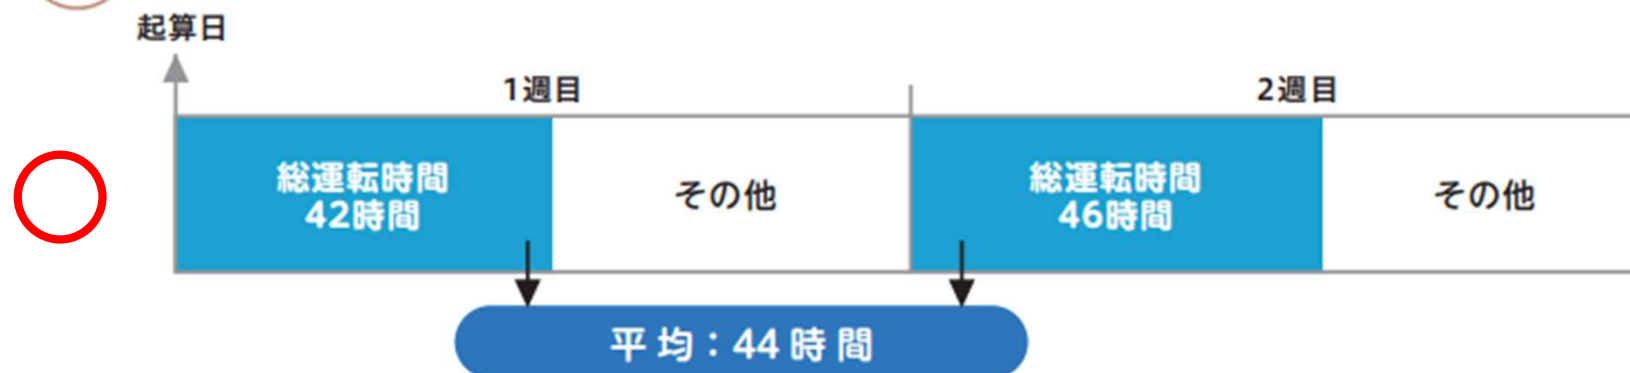 起算日
1週目
2週目
総運転時間
42時間
その他
総運転時間
46時間
その他
平均：44時間